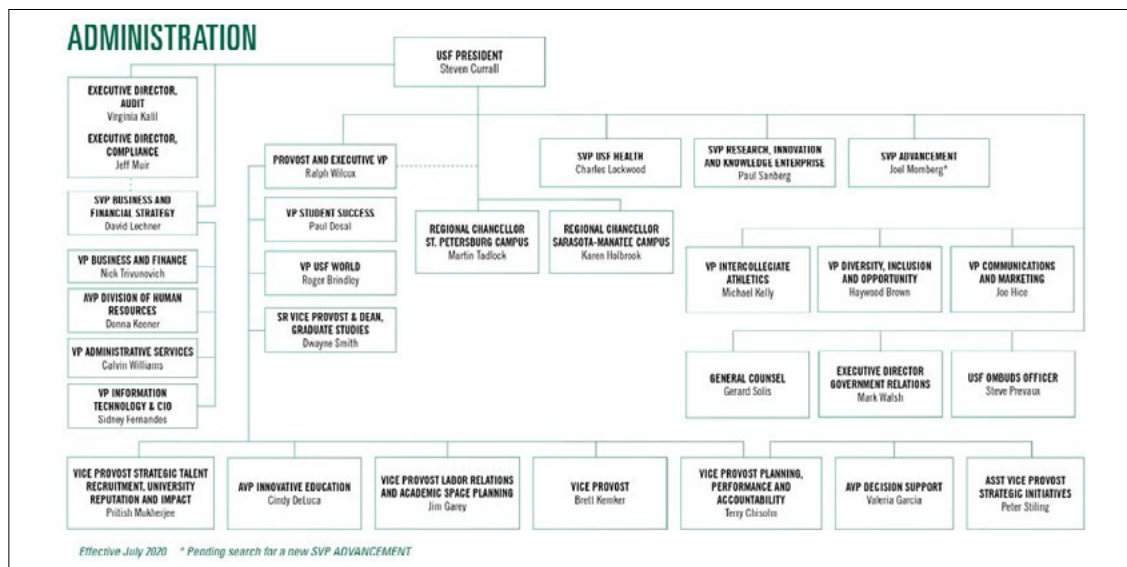 ADMINISTRATION
USF PRESIDENT
Steven Currall
EXECUTIVE DIRECTOR,
AUDIT
Virginia Kalil
EXECUTIVE DIRECTOR,
COMPLIANCE
Jeff Muir
SVP BUSINESS AND
FINANCIAL STRATEGY
David Lechner
VP BUSINESS AND FINANCE
Nick Trivunovich
AVP DIVISION OF HUMAN
RESOURCES
Donna Keener
VP ADMINISTRATIVE SERVICES
Calvin Williams
VP INFORMATION
TECHNOLOGY & CIO
Sidney Fernandes
PROVOST AND EXECUTIVE VP
Ralph Wilcox
VP STUDENT SUCCESS
Paul Dosal
VP USF WORLD
Roger Brindley
SR VICE PROVOST & DEAN,
GRADUATE STUDIES
Dwayne Smith
REGIONAL CHANCELLOR
ST. PETERSBURG CAMPUS
Martin Tadlock
REGIONAL CHANCELLOR
SARASOTA-MANATEE CAMPUS
Karen Holbrook
SVP USF HEALTH
Charles Lockwood
SVP RESEARCH, INNOVATION
AND KNOWLEDGE ENTERPRISE
Paul Sanberg
SVP ADVANCEMENT
Joel Momberg*
VP INTERCOLLEGIATE
ATHLETICS
Michael Kelly
VP DIVERSITY, INCLUSION
AND OPPORTUNITY
Haywood Brown
VP COMMUNICATIONS
AND MARKETING
Joe Hice
GENERAL COUNSEL
Gerard Solis
EXECUTIVE DIRECTOR
GOVERNMENT RELATIONS
Mark Walsh
USF OMBUDS OFFICER
Steve Prevaux
VICE PROVOST STRATEGIC TALENT
RECRUITMENT, UNIVERSITY
REPUTATION AND IMPACT
Pritish Mukherjee
AVP INNOVATIVE EDUCATION
Cindy DeLuca
VICE PROVOST LABOR RELATIONS
AND ACADEMIC SPACE PLANNING
Jim Garey
VICE PROVOST
Brett Kemker
VICE PROVOST PLANNING,
PERFORMANCE AND
ACCOUNTABILITY
Terry Chisolm
AVP DECISION SUPPORT
Valeria Garcia
ASST VICE PROVOST
STRATEGIC INITIATIVES
Peter Stiling
Effective July 2020 * Pending search for a new SVP ADVANCEMENT